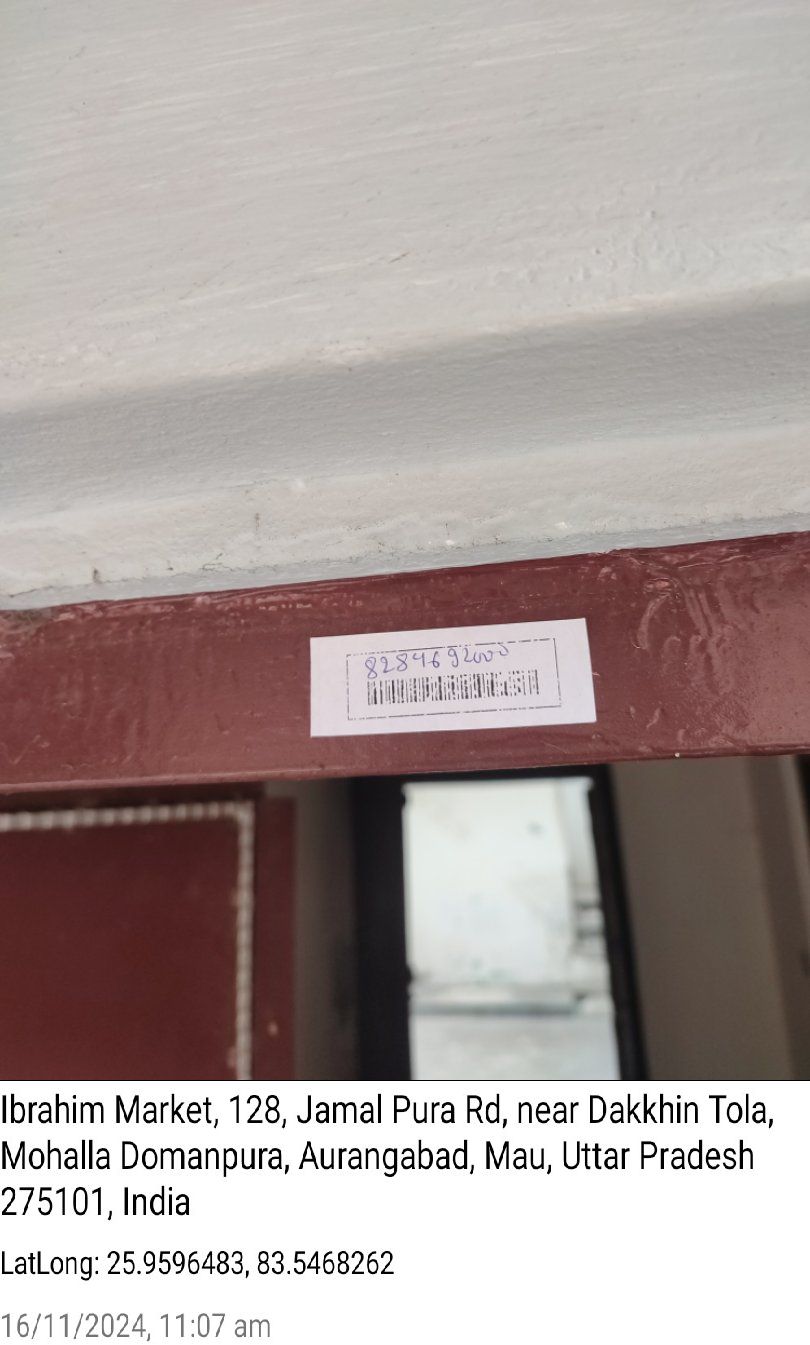 8284692000
Ibrahim Market, 128, Jamal Pura Rd, near Dakkhin Tola,
Mohalla Domanpura, Aurangabad, Mau, Uttar Pradesh
275101, India
LatLong: 25.9596483, 83.5468262
16/11/2024, 11:07 am